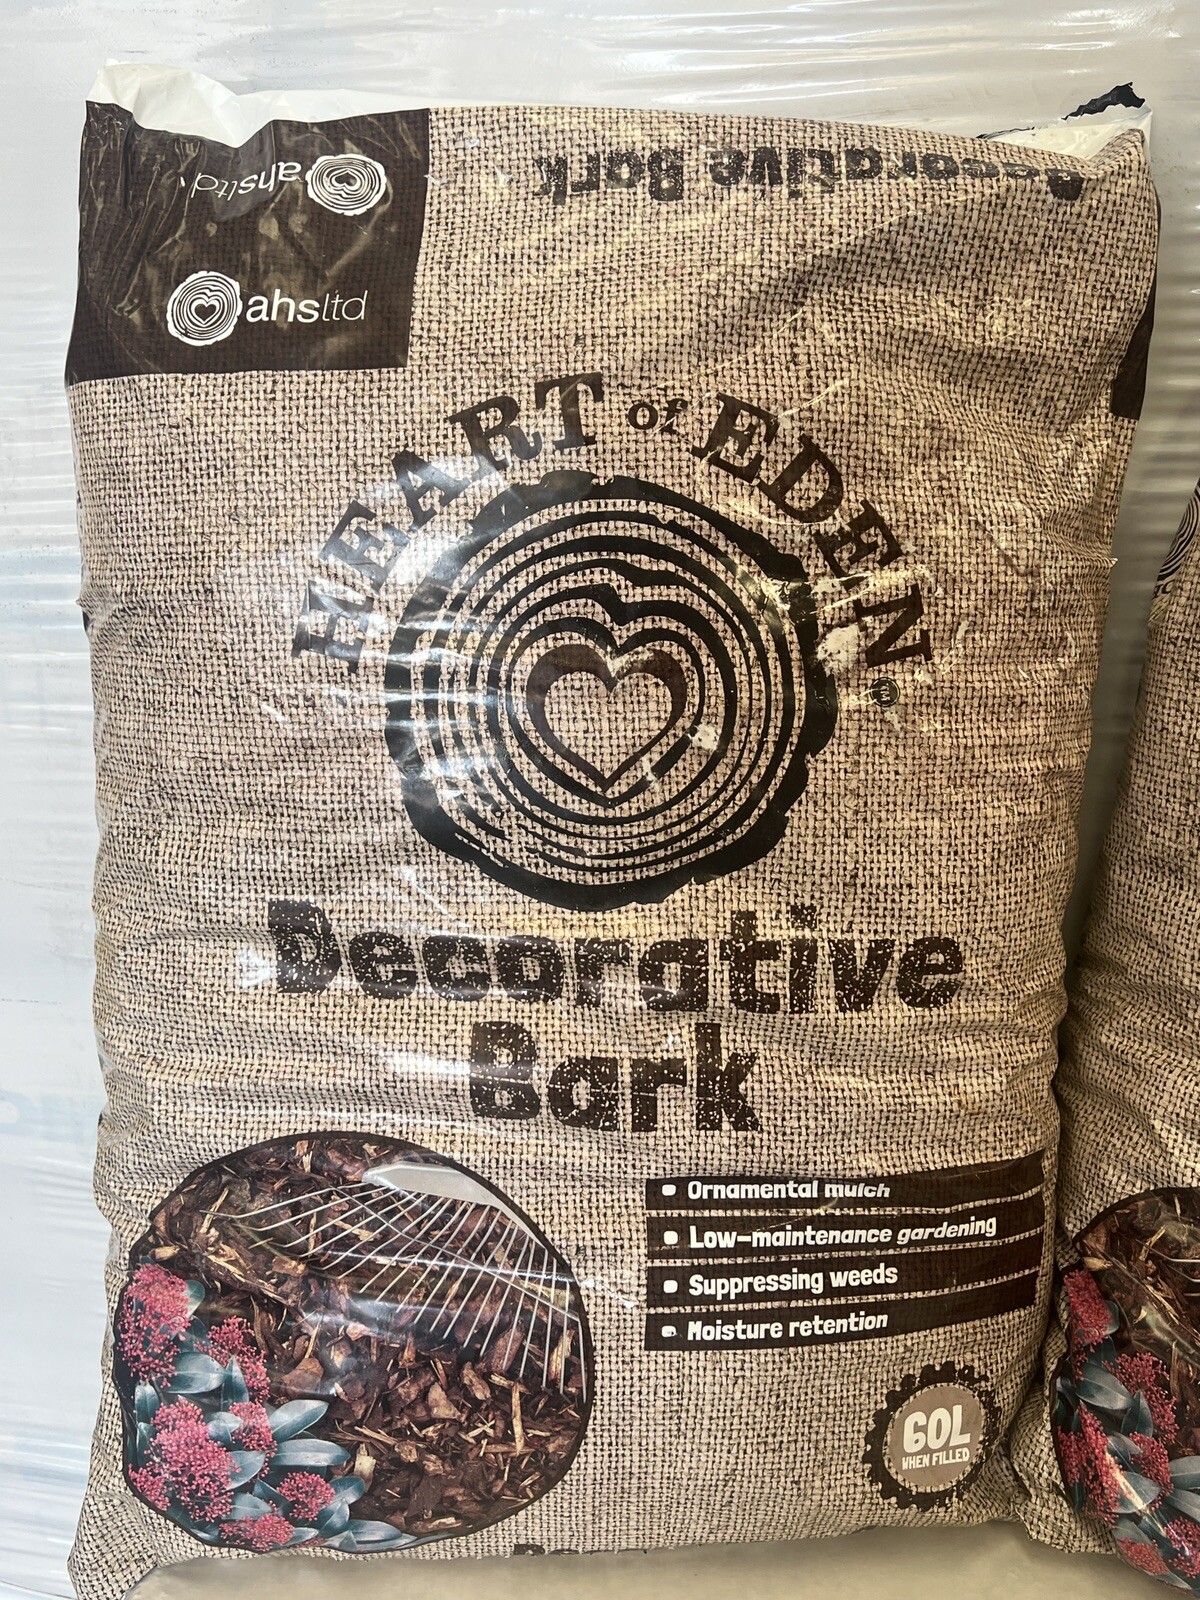 ahsltd
Decorative Bark
ahsltd
HEART of EDEN
TM
Decorative
Bark
Ornamental mulch
Low-maintenance gardening
Suppressing weeds
Moisture retention
60L
WHEN FILLED